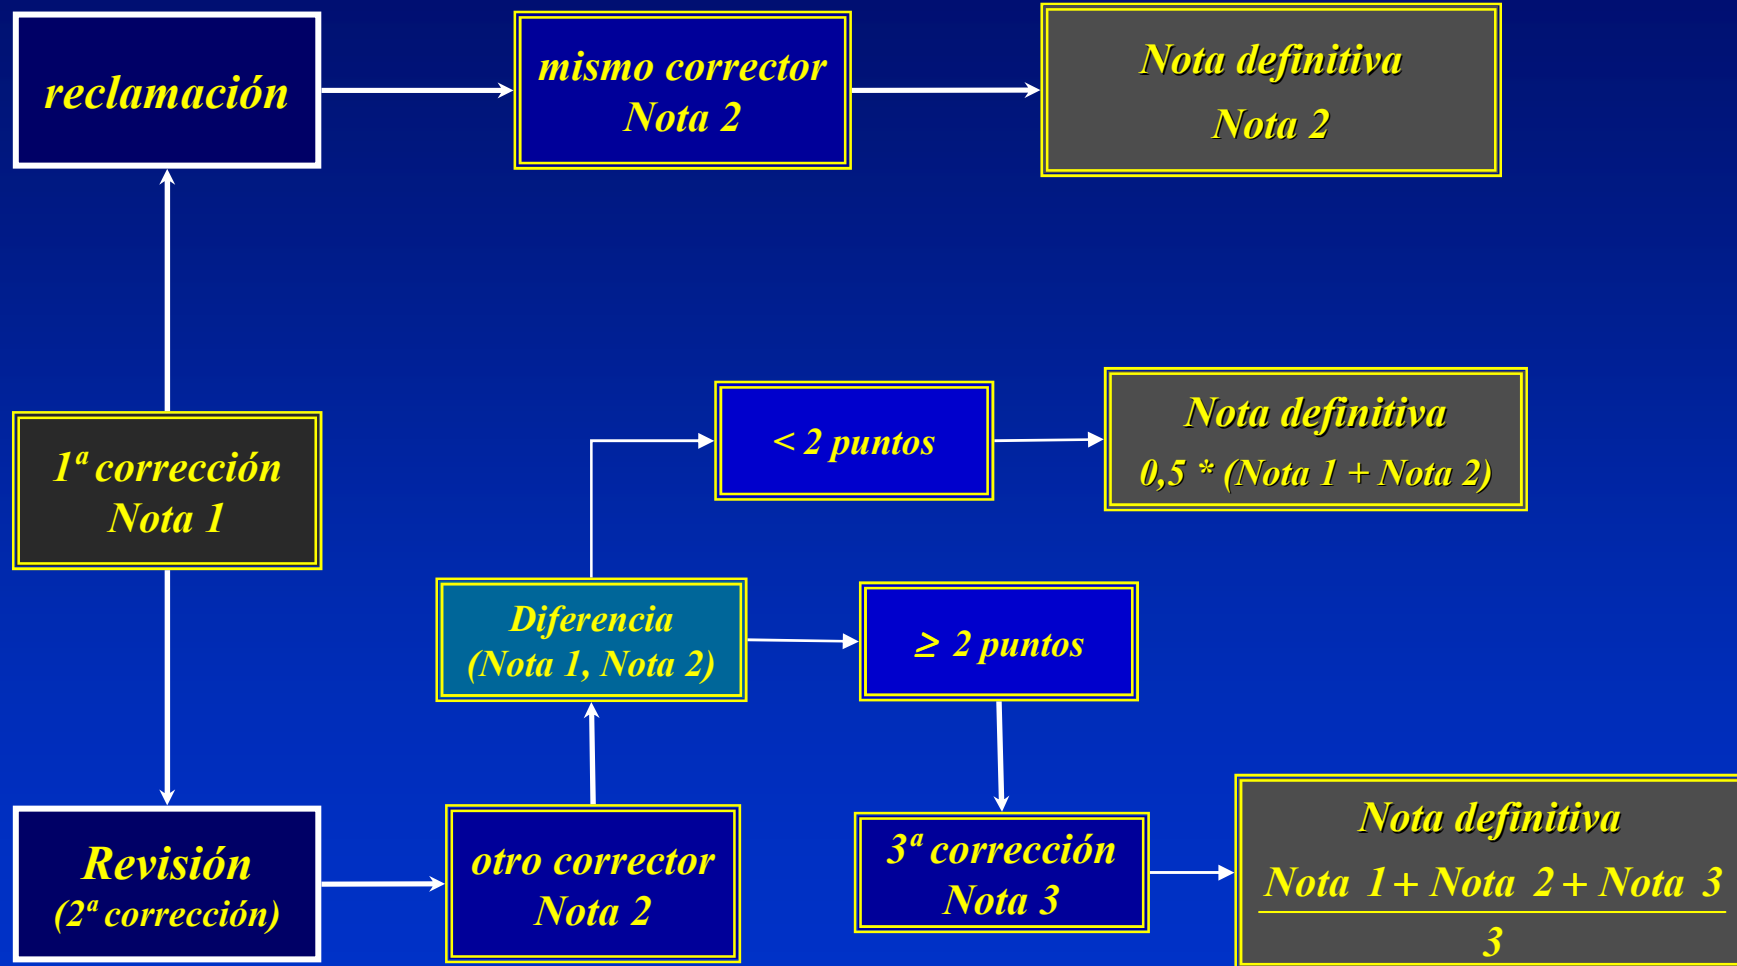 reclamación
mismo corrector
Nota 2
Nota definitiva
Nota 2
1ª corrección
Nota 1
< 2 puntos
Nota definitiva
0,5 * (Nota 1 + Nota 2)
Diferencia
(Nota 1, Nota 2)
≥ 2 puntos
Revisión
(2ª corrección)
otro corrector
Nota 2
3ª corrección
Nota 3
Nota definitiva
Nota 1 + Nota 2 + Nota 3
3